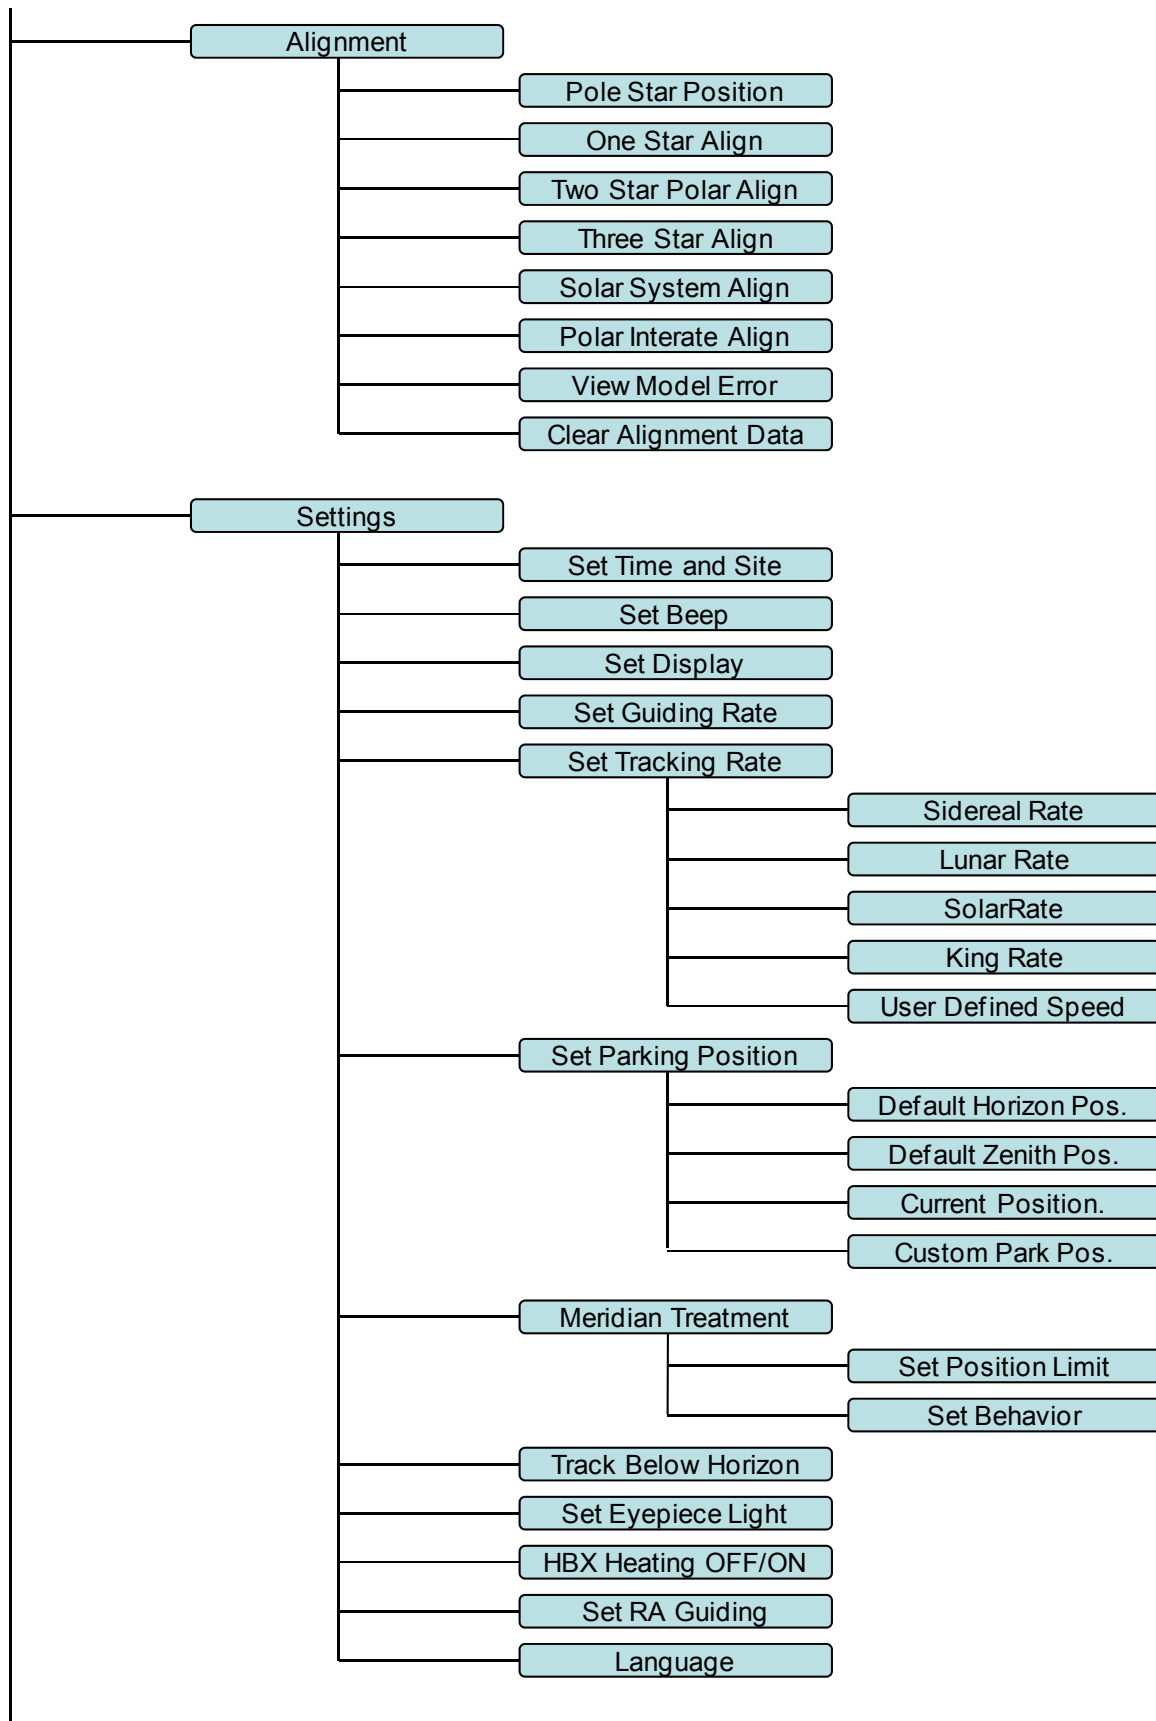 Alignment
Pole Star Position
One Star Align
Two Star Polar Align
Three Star Align
Solar System Align
Polar Interate Align
View Model Error
Clear Alignment Data
Settings
Set Time and Site
Set Beep
Set Display
Set Guiding Rate
Set Tracking Rate
Sidereal Rate
Lunar Rate
SolarRate
King Rate
User Defined Speed
Set Parking Position
Default Horizon Pos.
Default Zenith Pos.
Current Position.
Custom Park Pos.
Meridian Treatment
Set Position Limit
Set Behavior
Track Below Horizon
Set Eyepiece Light
HBX Heating OFF/ON
Set RA Guiding
Language